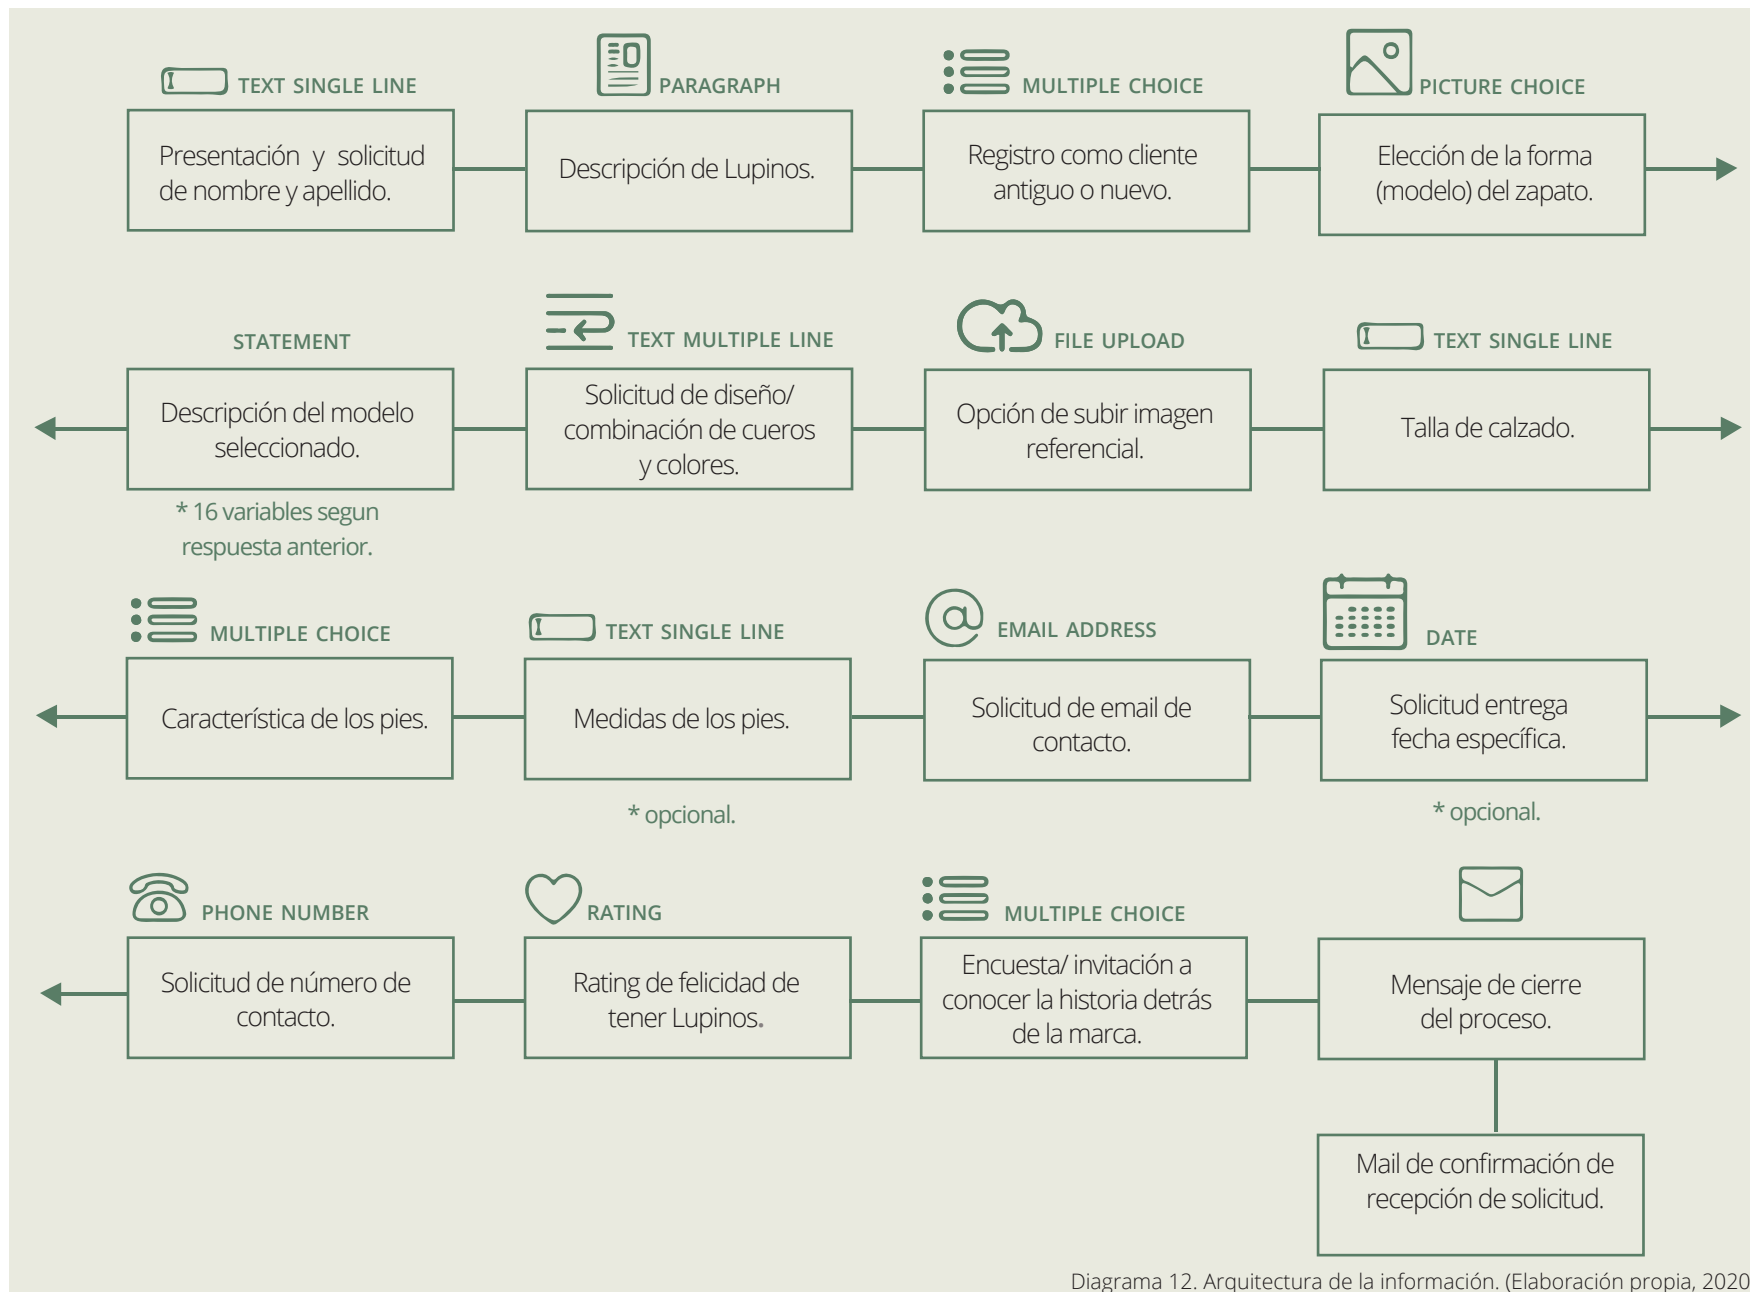 TEXT SINGLE LINE
Presentación y solicitud
de nombre y apellido.
PARAGRAPH
Descripción de Lupinos.
MULTIPLE CHOICE
Registro como cliente
antiguo o nuevo.
PICTURE CHOICE
Elección de la forma
(modelo) del zapato.
STATEMENT
Descripción del modelo
seleccionado.
* 16 variables segun
respuesta anterior.
TEXT MULTIPLE LINE
Solicitud de diseño/
combinación de cueros
y colores.
FILE UPLOAD
Opción de subir imagen
referencial.
TEXT SINGLE LINE
Talla de calzado.
MULTIPLE CHOICE
Característica de los pies.
TEXT SINGLE LINE
Medidas de los pies.
* opcional.
EMAIL ADDRESS
Solicitud de email de
contacto.
DATE
Solicitud entrega
fecha específica.
* opcional.
PHONE NUMBER
Solicitud de número de
contacto.
RATING
Rating de felicidad de
tener Lupinos.
MULTIPLE CHOICE
Encuesta/ invitación a
conocer la historia detrás
de la marca.
Mensaje de cierre
del proceso.
Mail de confirmación de
recepción de solicitud.
Diagrama 12. Arquitectura de la información. (Elaboración propia, 2020